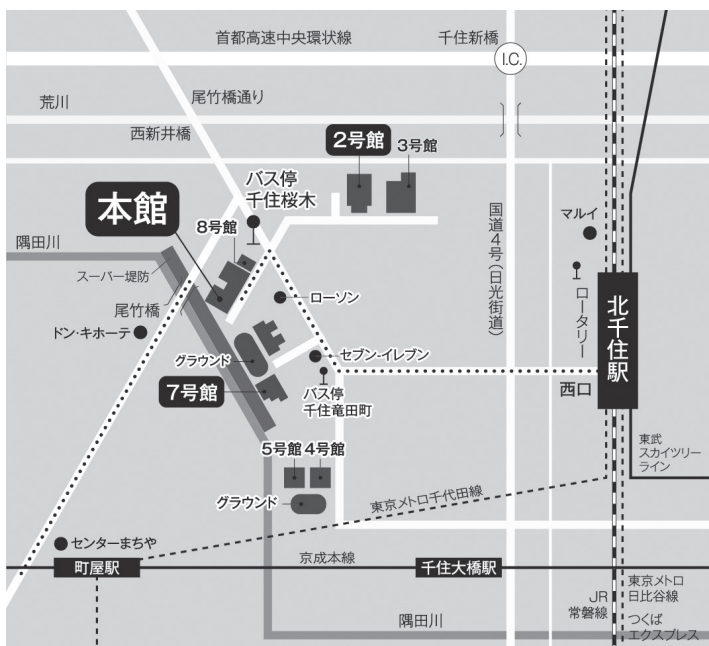 首都高速中央環状線
千住新橋
I.C.
尾竹橋通り
荒川
西新井橋
2号館
3号館
バス停
千住桜木
本館
8号館
国道4号(日光街道)
マルイ
隅田川
スーパー堤防
尾竹橋
ローソン
ロータリー
北千住駅
ドン・キホーテ
グラウンド
セブン-イレブン
7号館
バス停
千住竜田町
西口
5号館
4号館
東武
スカイツリー
ライン
グラウンド
東京メトロ千代田線
センターまちや
京成本線
町屋駅
千住大橋駅
東京メトロ
日比谷線
JR
常磐線
隅田川
つくば
エクスプレス